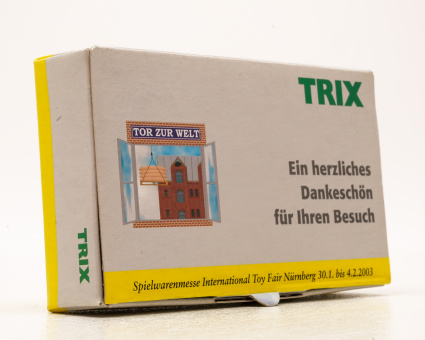 TRIX
TOR ZUR WELT
Ein herzliches
Dankeschön
für Ihren Besuch
TRIX
Spielwarenmesse International Toy Fair Nürnberg 30.1. bis 4.2.2003